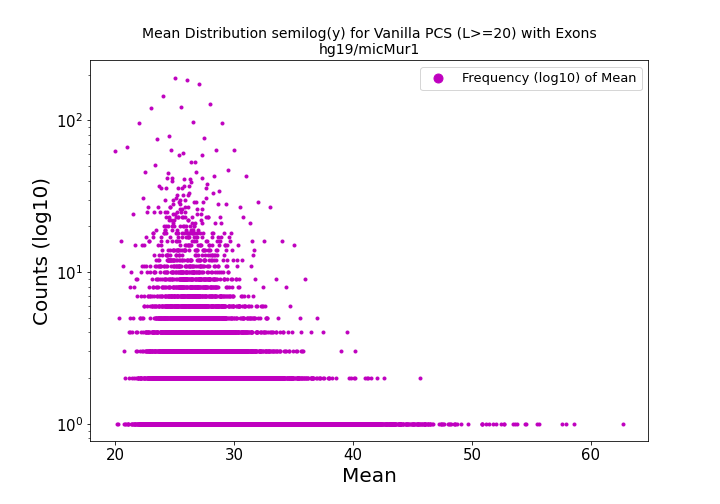 Mean Distribution semilog(y) for Vanilla PCS (L>=20) with Exons
hg19/micMur1
Frequency (log10) of Mean
Counts (log10)
10²
10¹
10⁰
20 30 40 50 60
Mean